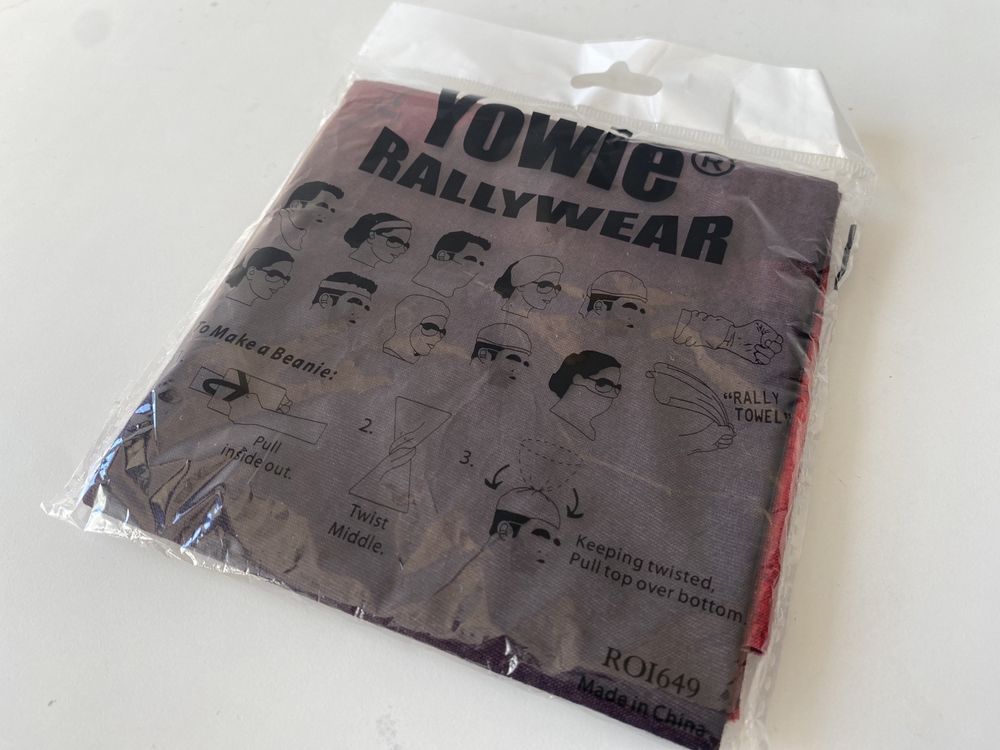 Yowie®
RALLYWEAR
"RALLY
TOWEL"
To Make a Beanie:
Pull
inside out.
2.
Twist
Middle.
3.
Keeping twisted,
Pull top over bottom.
ROI649
Made in China